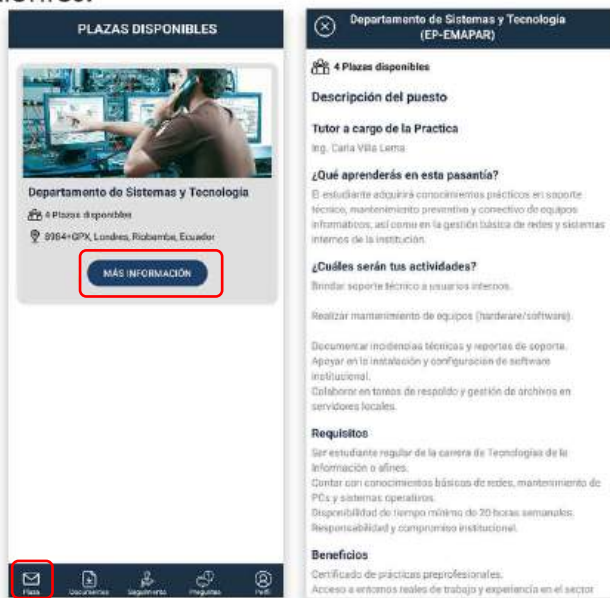 PLAZAS DISPONIBLES
Departamento de Sistemas y Tecnología
4 Plazas disponibles
8984+GPX, Londres, Riobamba, Ecuador
MÁS INFORMACIÓN
Plaza
Documentos
Seguimiento
Preguntas
Perfil
Departamento de Sistemas y Tecnología
(EP-EMAPAR)
4 Plazas disponibles
Descripción del puesto
Tutor a cargo de la Practica
Ing. Carla Villa Lema
¿Qué aprenderás en esta pasantía?
El estudiante adquirirá conocimientos prácticos en soporte
técnico, mantenimiento preventivo y correctivo de equipos
informáticos, así como en la gestión básica de redes y sistemas
internos de la institución.
¿Cuáles serán tus actividades?
Brindar soporte técnico a usuarios internos.
Realizar mantenimiento de equipos (hardware/software).
Documentar incidencias técnicas y reportes de soporte.
Apoyar en la instalación y configuración de software
institucional.
Colaborar en tareas de respaldo y gestión de archivos en
servidores locales.
Requisitos
Ser estudiante regular de la carrera de Tecnologías de la
Información o afines.
Contar con conocimientos básicos de redes, mantenimiento de
PCs y sistemas operativos.
Disponibilidad de tiempo mínimo de 20 horas semanales.
Responsabilidad y compromiso institucional.
Beneficios
Certificado de prácticas preprofesionales.
Acceso a entornos reales de trabajo y experiencia en el sector